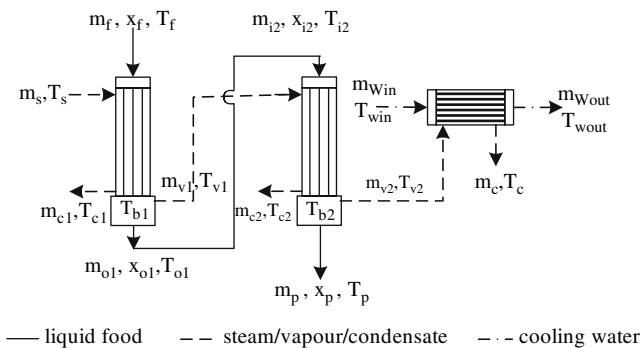 m_f, x_f, T_f
m_i2, x_i2, T_i2
m_s,T_s
m_Win
T_win
m_Wout
T_wout
m_v1,T_v1
m_v2,T_v2
m_c,T_c
m_c1,T_c1
T_b1
m_c2,T_c2
T_b2
m_o1, x_o1,T_o1
m_p, x_p, T_p
liquid food
steam/vapour/condensate
cooling water